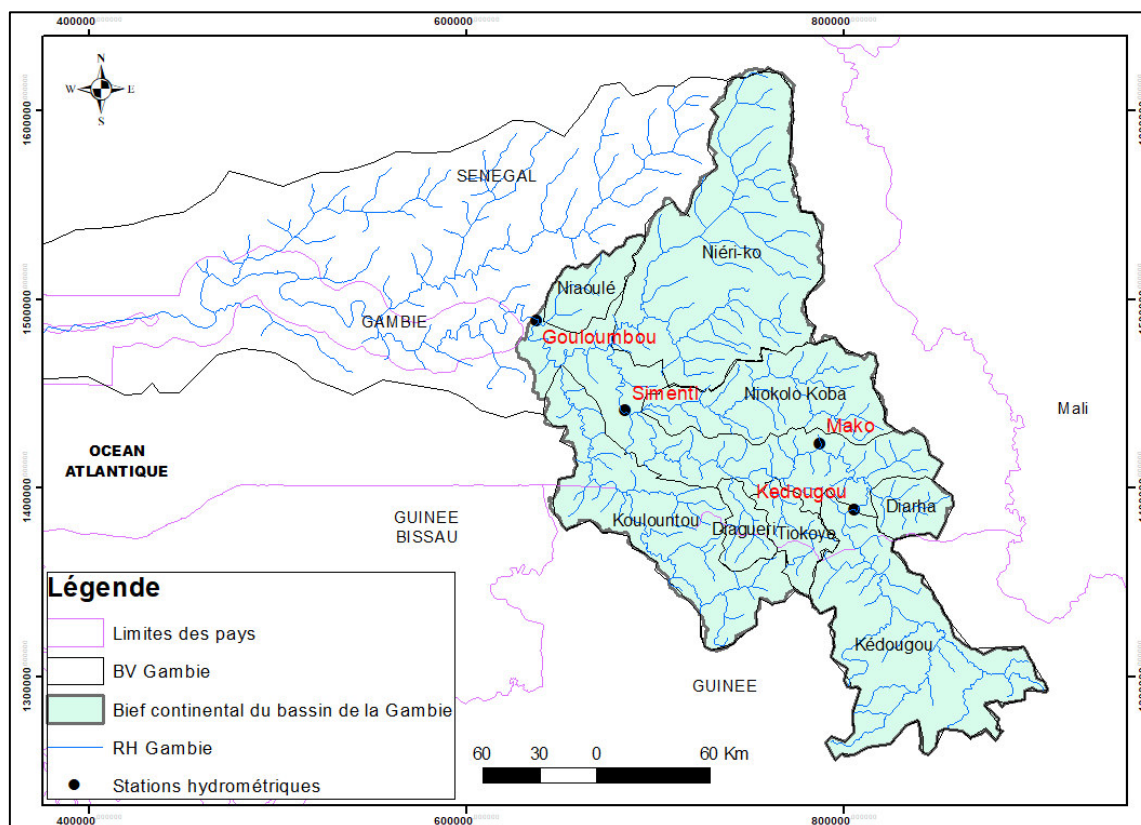 400000
600000
800000
N
W
E
S
1600000
SENEGAL
Niéri-ko
Niaoulé
1500000
GAMBIE
Gouloumbou
Simenti
Niokolo Koba
Mali
Mako
OCEAN
ATLANTIQUE
Kedougou
1400000
Diarha
GUINEE
BISSAU
Koulountou
Diagueri
Tiokoye
Légende
Limites des pays
BV Gambie
Bief continental du bassin de la Gambie
RH Gambie
Stations hydrométriques
Kédougou
GUINEE
1300000
60 30 0 60 Km
400000
600000
800000